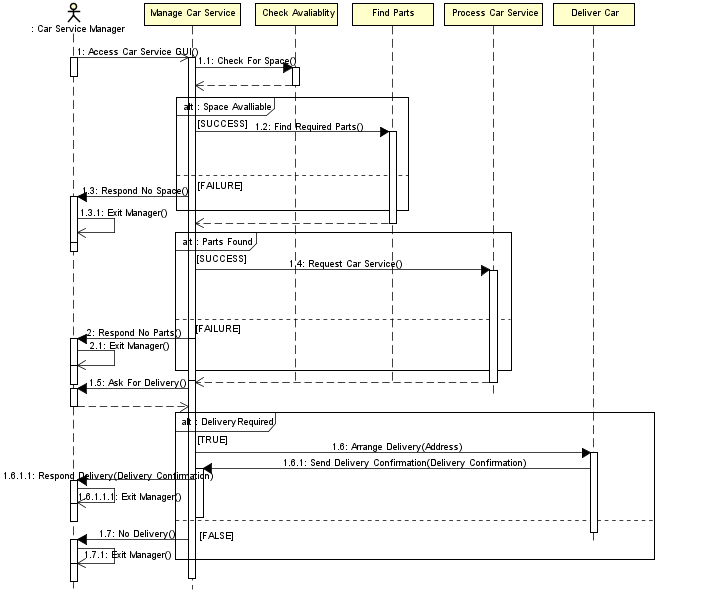 Manage Car Service
Check Avaliablity
Find Parts
Process Car Service
Deliver Car
: Car Service Manager
1: Access Car Service GUI()
1.1: Check For Space()
alt : Space Avalliable
[SUCCESS]
1.2: Find Required Parts()
[FAILURE]
1.3: Respond No Space()
1.3.1: Exit Manager()
alt : Parts Found
[SUCCESS]
1.4: Request Car Service()
[FAILURE]
2: Respond No Parts()
2.1: Exit Manager()
1.5: Ask For Delivery()
alt : DeliveryRequired
[TRUE]
1.6: Arrange Delivery(Address)
1.6.1: Send Delivery Confirmation(Delivery Confirmation)
1.6.1.1: Respond Delivery(Delivery Confirmation)
1.6.1.1.1: Exit Manager()
1.7: No Delivery()
[FALSE]
1.7.1: Exit Manager()